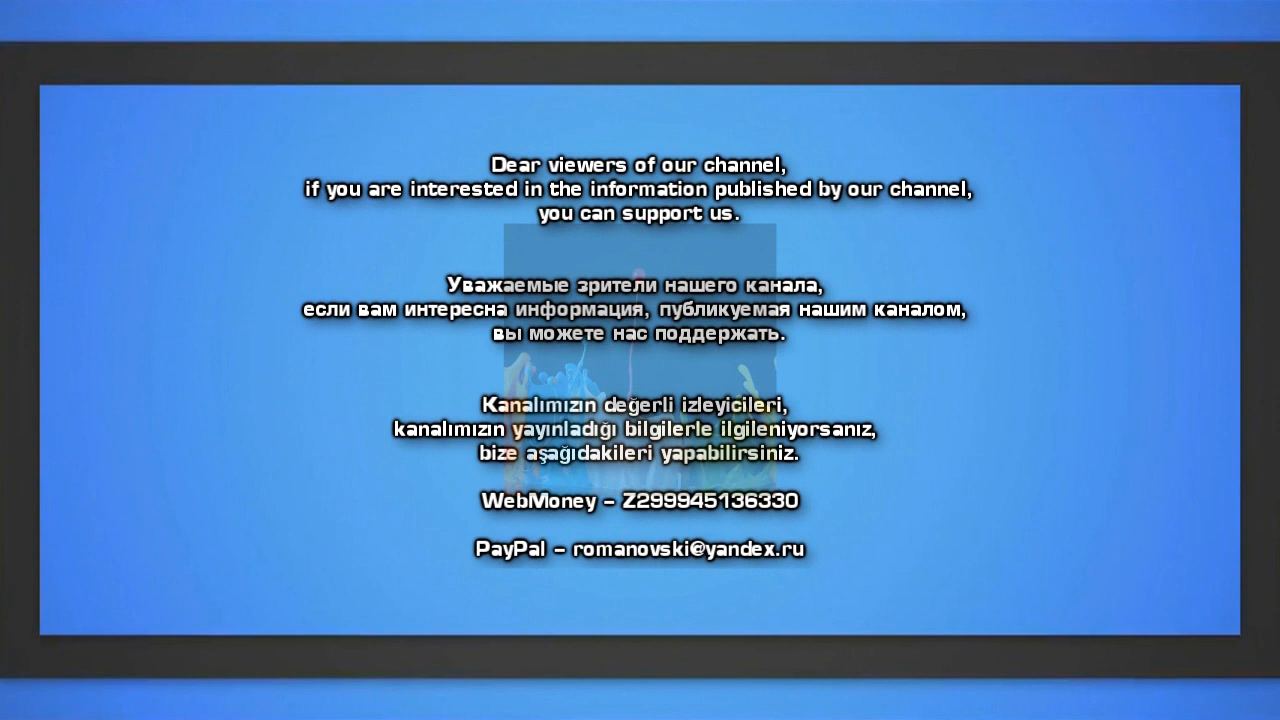 Dear viewers of our channel,
if you are interested in the information published by our channel,
you can support us.
Уважаемые зрители нашего канала,
если вам интересна информация, публикуемая нашим каналом,
вы можете нас поддержать.
Kanalımızın değerli izleyicileri,
kanalımızın yayınladığı bilgilerle ilgileniyorsanız,
bize aşağıdakileri yapabilirsiniz.
WebMoney - Z299945136330
PayPal - romanovski@yandex.ru